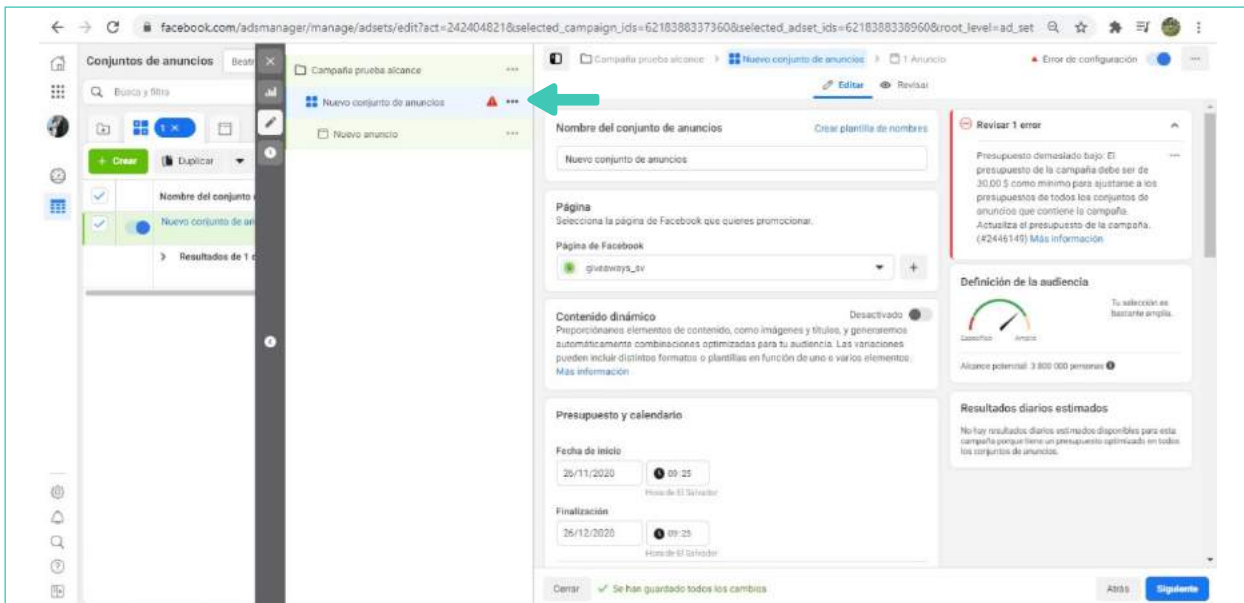 facebook.com/adsmanager/manage/adsets/edit?act=242404821&selected_campaign_ids=6218388337360&selected_adset_ids=6218388338960&root_level=ad_set
Conjuntos de anuncios
Busca y filtra
1 ×
+ Crear
Duplicar
Nombre del conjunto
Nuevo conjunto de an
Resultados de 1
Campaña prueba alcance
Nuevo conjunto de anuncios
Nuevo anuncio
Campaña prueba alcance
Nuevo conjunto de anuncios
1 Anuncio
Error de configuración
Editar
Revisar
Nombre del conjunto de anuncios
Crear plantilla de nombres
Nuevo conjunto de anuncios
Página
Selecciona la página de Facebook que quieres promocionar.
Página de Facebook
giveaways_sv
Contenido dinámico
Desactivado
Proporciónanos elementos de contenido, como imágenes y títulos, y generaremos
automáticamente combinaciones optimizadas para tu audiencia. Las variaciones
pueden incluir distintos formatos o plantillas en función de uno o varios elementos.
Más información
Presupuesto y calendario
Fecha de inicio
26/11/2020
09:25
Hora de El Salvador
Finalización
26/12/2020
09:25
Hora de El Salvador
Cerrar
Se han guardado todos los cambios
Atrás
Siguiente
Revisar 1 error
Presupuesto demasiado bajo: El
presupuesto de la campaña debe ser de
30,00 $ como mínimo para ajustarse a los
presupuestos de todos los conjuntos de
anuncios que contiene la campaña.
Actualiza el presupuesto de la campaña.
(#2446149) Más información
Definición de la audiencia
Tu selección es
bastante amplia.
Específico
Amplio
Alcance potencial: 3 800 000 personas
Resultados diarios estimados
No hay resultados diarios estimados disponibles para esta
campaña porque tiene un presupuesto optimizado en todos
los conjuntos de anuncios.